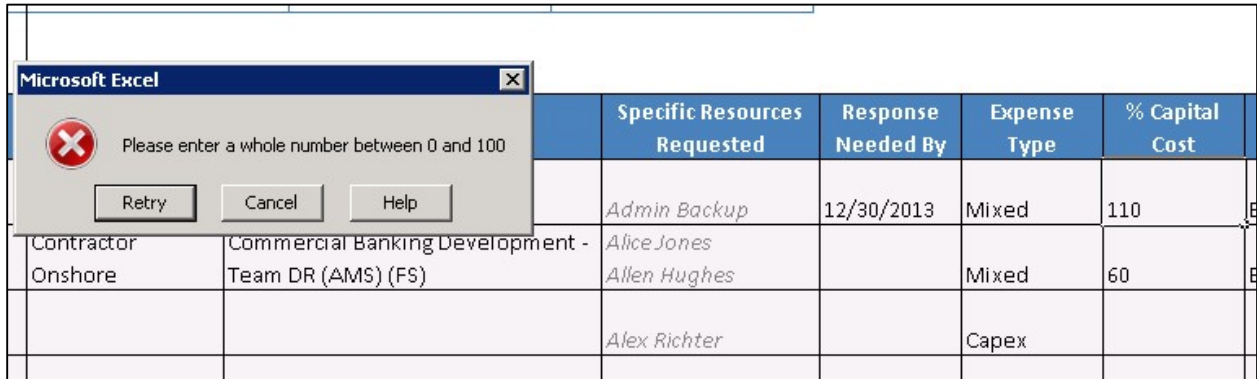 Microsoft Excel
Please enter a whole number between 0 and 100
Retry Cancel Help
Specific Resources Response Expense % Capital
Requested Needed By Type Cost
Admin Backup 12/30/2013 Mixed 110
Contractor Commercial Banking Development - Alice Jones
Onshore Team DR (AMS) (FS) Allen Hughes Mixed 60
Alex Richter Capex